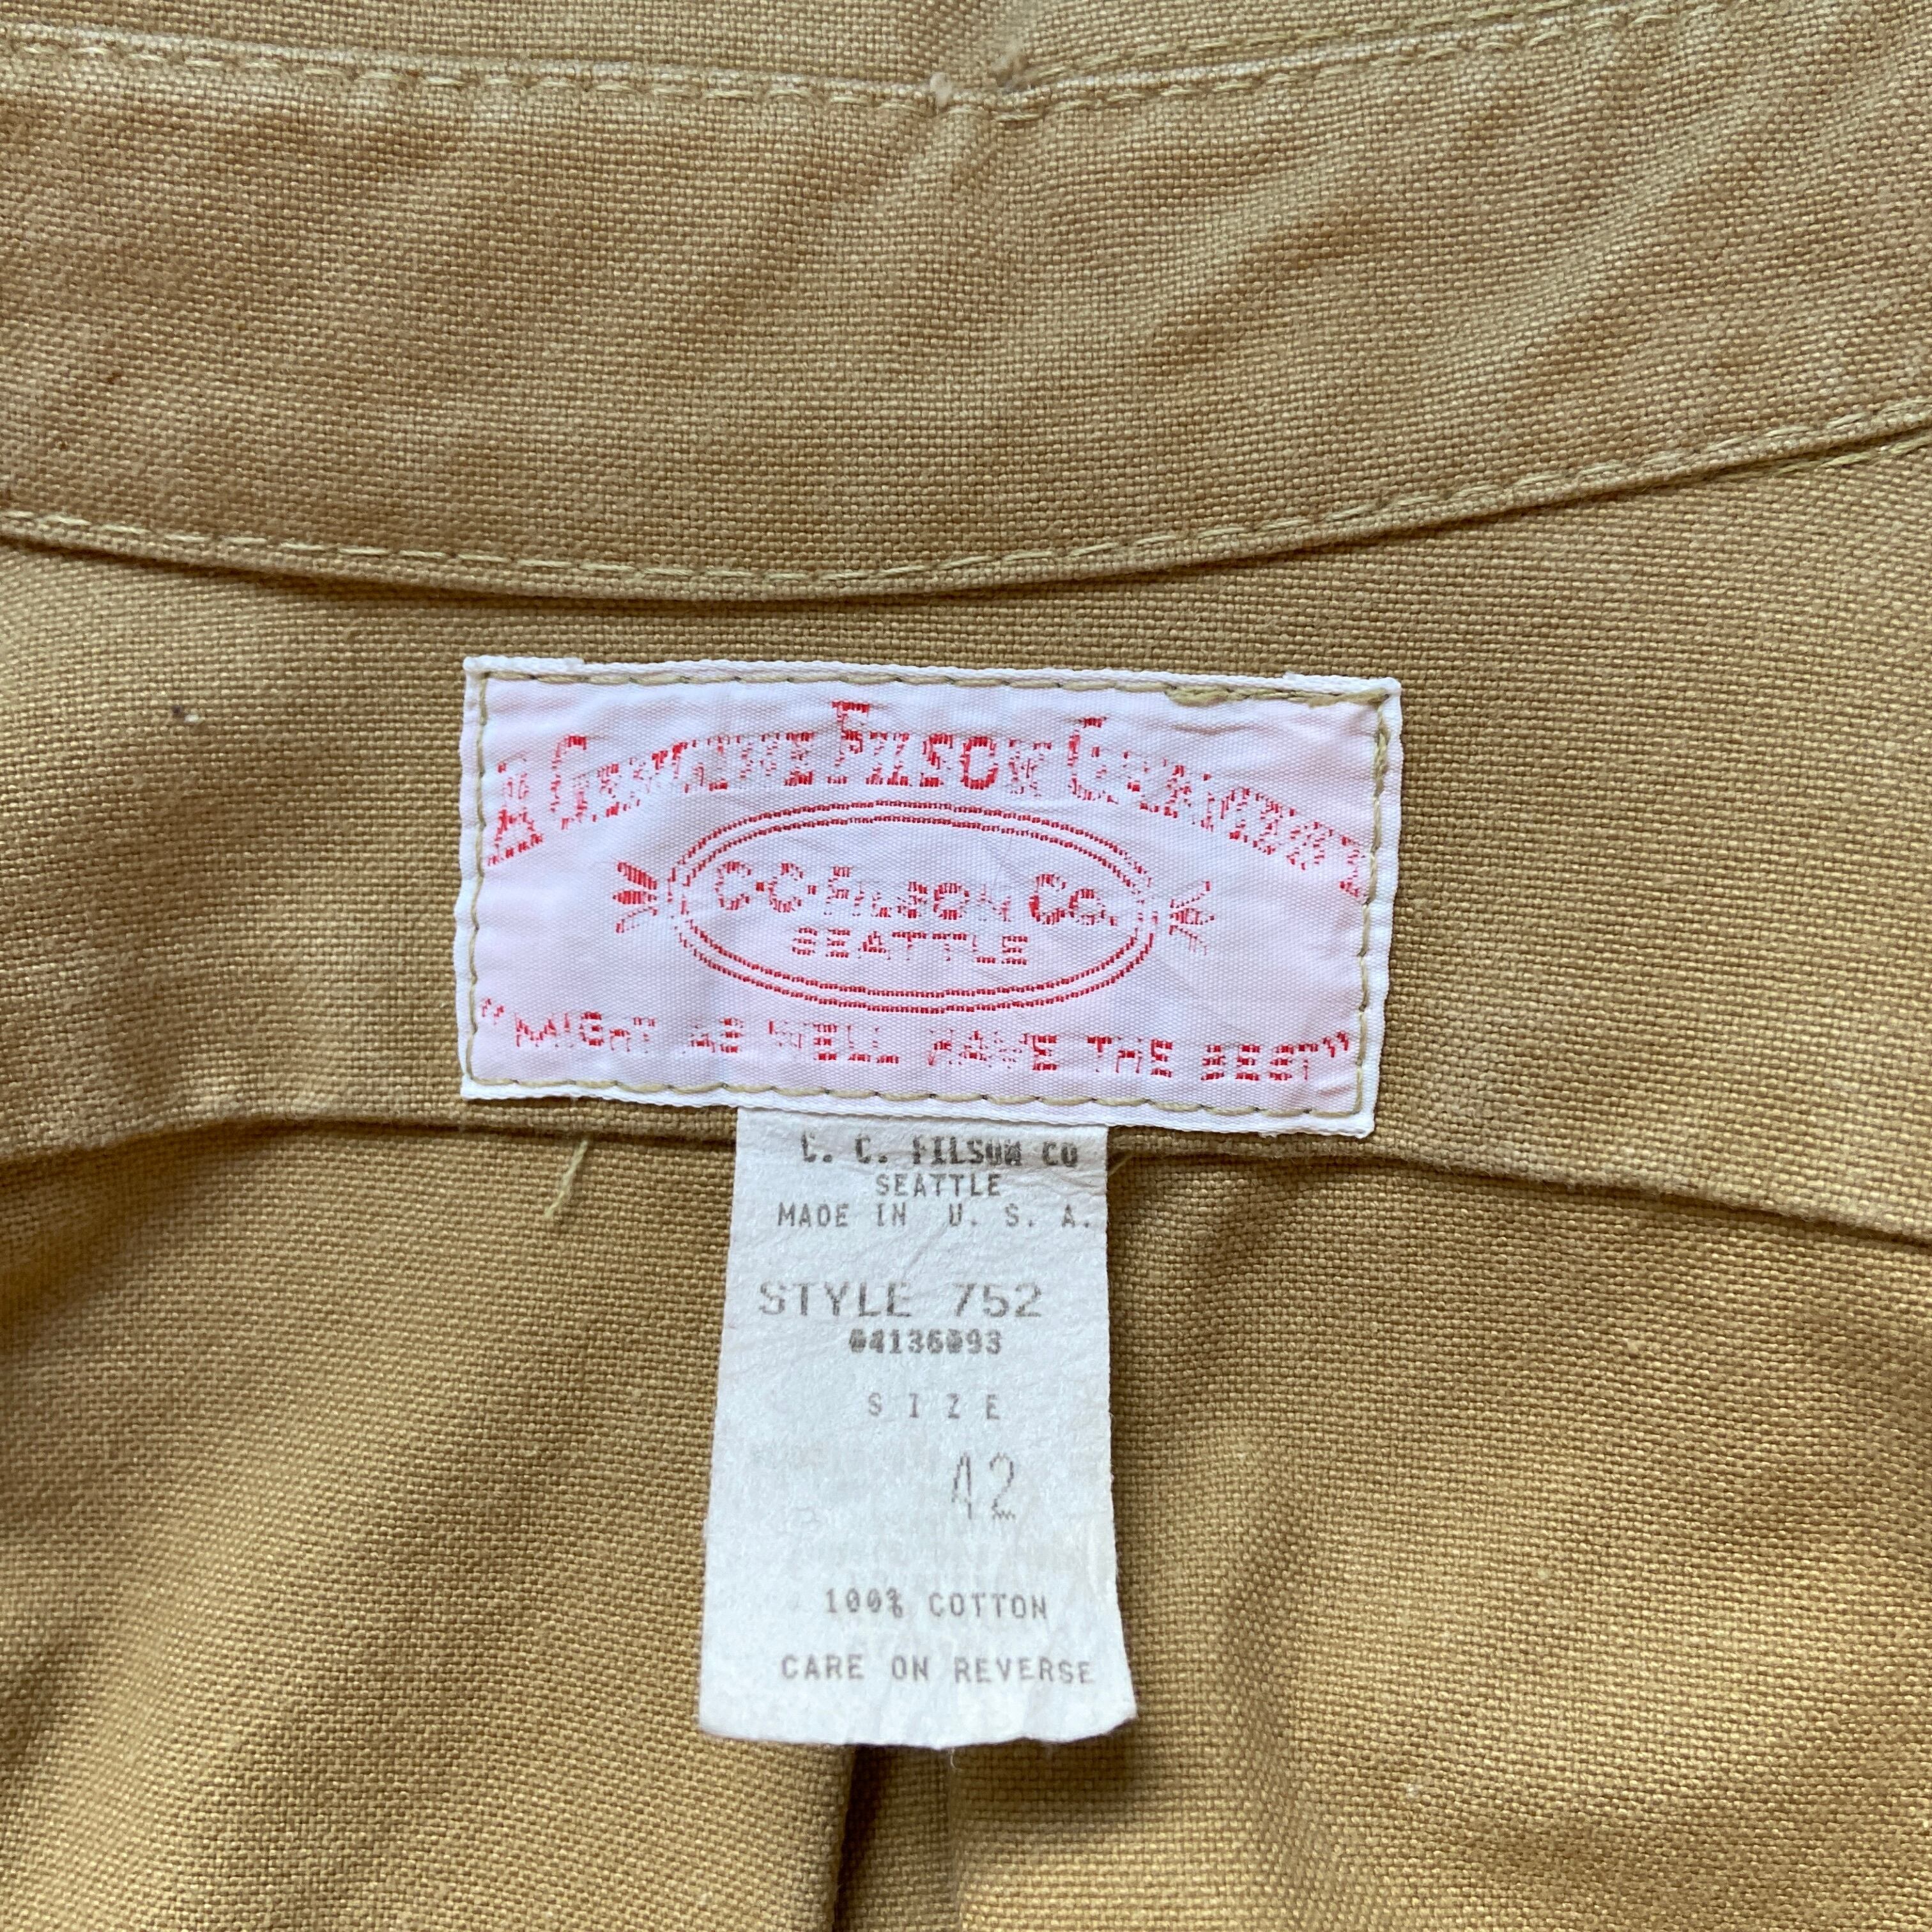 A Genuine Filson Garment
C·C·Filson Co.
SEATTLE
"MIGHT AS WELL HAVE THE BEST"
C. C. FILSON CO
SEATTLE
MADE IN U. S. A.
STYLE 752
04136093
SIZE
42
100% COTTON
CARE ON REVERSE